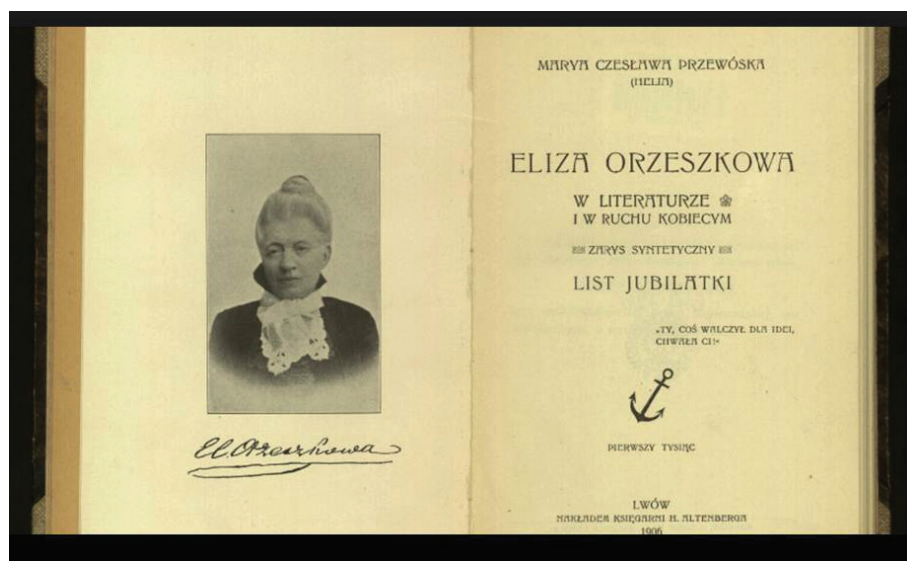 El. Orzeszkowa
MARYA CZESŁAWA PRZEWÓSKA
(HELJA)
ELIZA ORZESZKOWA
W LITERATURZE
I W RUCHU KOBIECYM
ZARYS SYNTETYCZNY
LIST JUBILATKI
„TY, COŚ WALCZYŁ DLA IDEI,
CHWAŁA CI!“
PIERWSZY TYSIĄC
LWÓW
NAKŁADEM KSIĘGARNI H. ALTENBERGA
1906